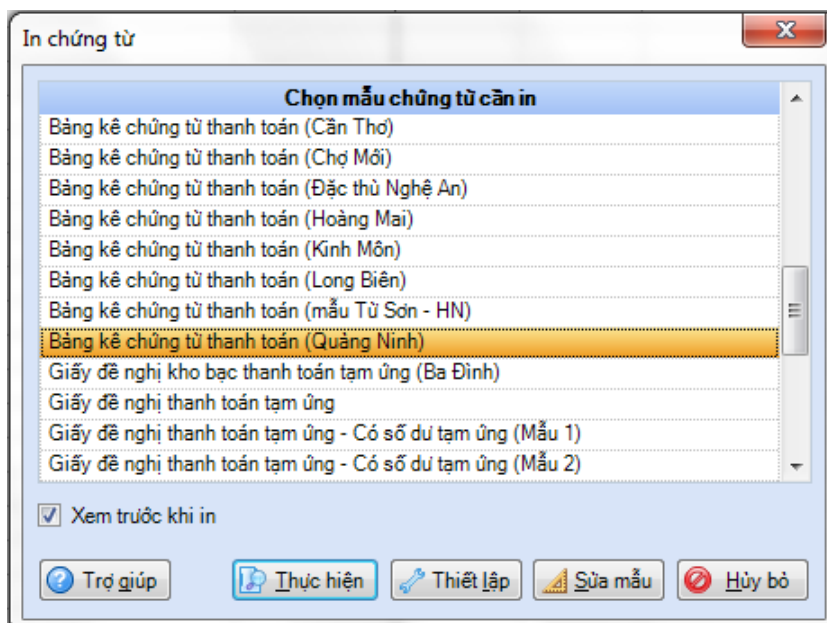 In chứng từ
Chọn mẫu chứng từ cần in
Bảng kê chứng từ thanh toán (Cần Thơ)
Bảng kê chứng từ thanh toán (Chợ Mới)
Bảng kê chứng từ thanh toán (Đặc thù Nghệ An)
Bảng kê chứng từ thanh toán (Hoàng Mai)
Bảng kê chứng từ thanh toán (Kinh Môn)
Bảng kê chứng từ thanh toán (Long Biên)
Bảng kê chứng từ thanh toán (mẫu Từ Sơn - HN)
Bảng kê chứng từ thanh toán (Quảng Ninh)
Giấy đề nghị kho bạc thanh toán tạm ứng (Ba Đình)
Giấy đề nghị thanh toán tạm ứng
Giấy đề nghị thanh toán tạm ứng - Có số dư tạm ứng (Mẫu 1)
Giấy đề nghị thanh toán tạm ứng - Có số dư tạm ứng (Mẫu 2)
Xem trước khi in
Trợ giúp Thực hiện Thiết lập Sửa mẫu Hủy bỏ